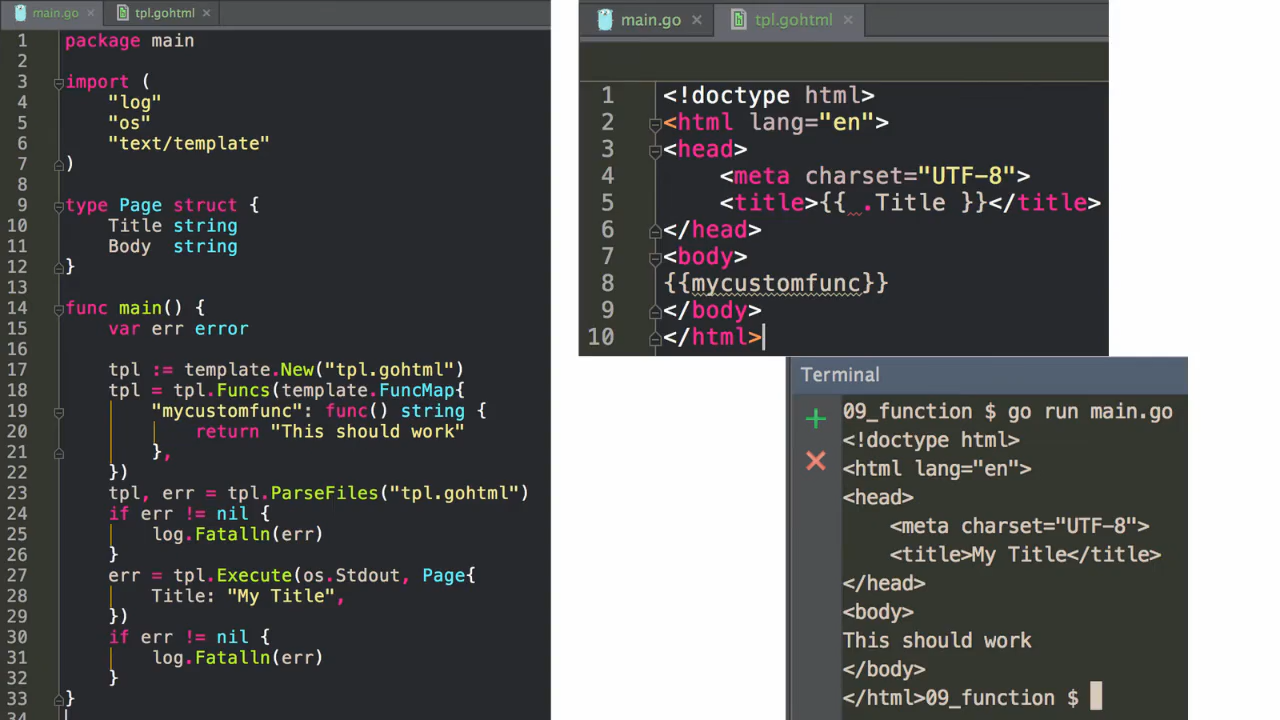 main.go × tpl.gohtml ×
1 package main
2
3 import (
4 "log"
5 "os"
6 "text/template"
7 )
8
9 type Page struct {
10 Title string
11 Body string
12 }
13
14 func main() {
15 var err error
16
17 tpl := template.New("tpl.gohtml")
18 tpl = tpl.Funcs(template.FuncMap{
19 "mycustomfunc": func() string {
20 return "This should work"
21 },
22 })
23 tpl, err = tpl.ParseFiles("tpl.gohtml")
24 if err != nil {
25 log.Fatalln(err)
26 }
27 err = tpl.Execute(os.Stdout, Page{
28 Title: "My Title",
29 })
30 if err != nil {
31 log.Fatalln(err)
32 }
33 }
34
main.go × tpl.gohtml ×
1 <!doctype html>
2 <html lang="en">
3 <head>
4 <meta charset="UTF-8">
5 <title>{{ .Title }}</title>
6 </head>
7 <body>
8 {{mycustomfunc}}
9 </body>
10 </html>
Terminal
09_function $ go run main.go
<!doctype html>
<html lang="en">
<head>
<meta charset="UTF-8">
<title>My Title</title>
</head>
<body>
This should work
</body>
</html>09_function $